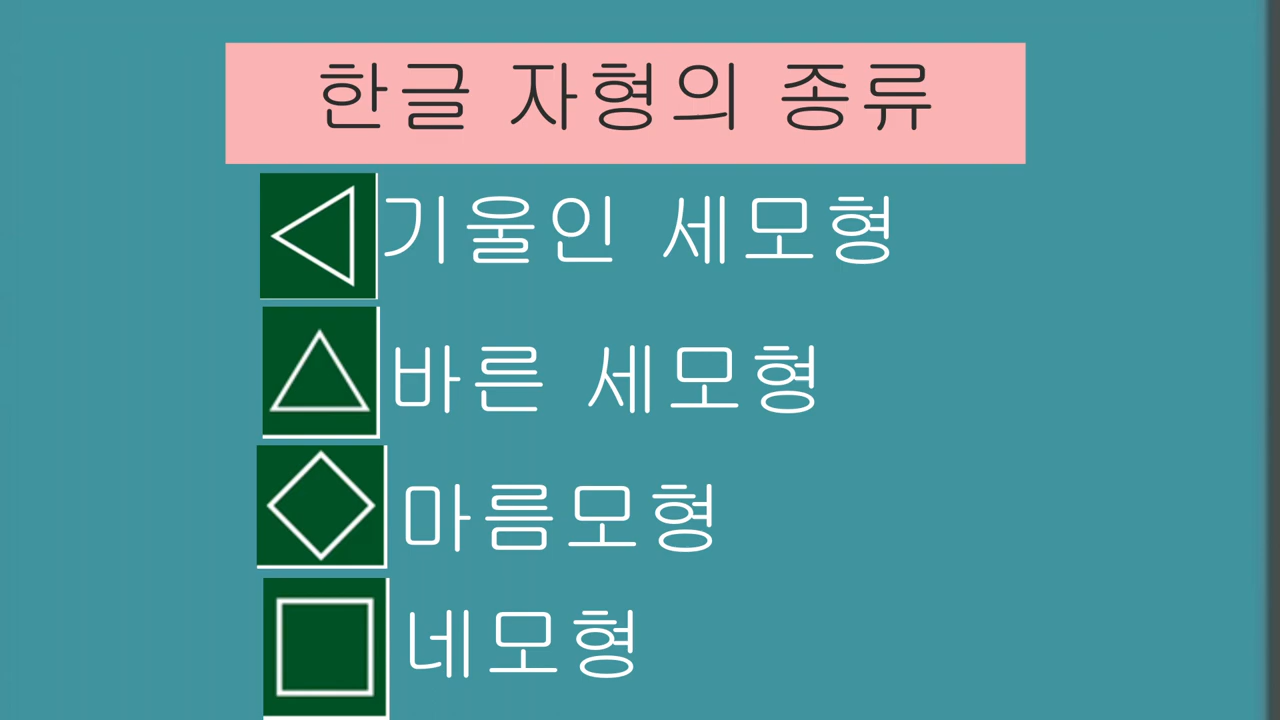 한글 자형의 종류
기울인 세모형
바른 세모형
마름모형
네모형